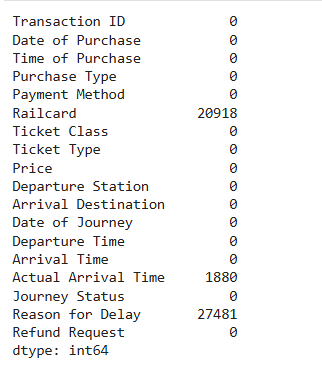 Transaction ID 0
Date of Purchase 0
Time of Purchase 0
Purchase Type 0
Payment Method 0
Railcard 20918
Ticket Class 0
Ticket Type 0
Price 0
Departure Station 0
Arrival Destination 0
Date of Journey 0
Departure Time 0
Arrival Time 0
Actual Arrival Time 1880
Journey Status 0
Reason for Delay 27481
Refund Request 0
dtype: int64